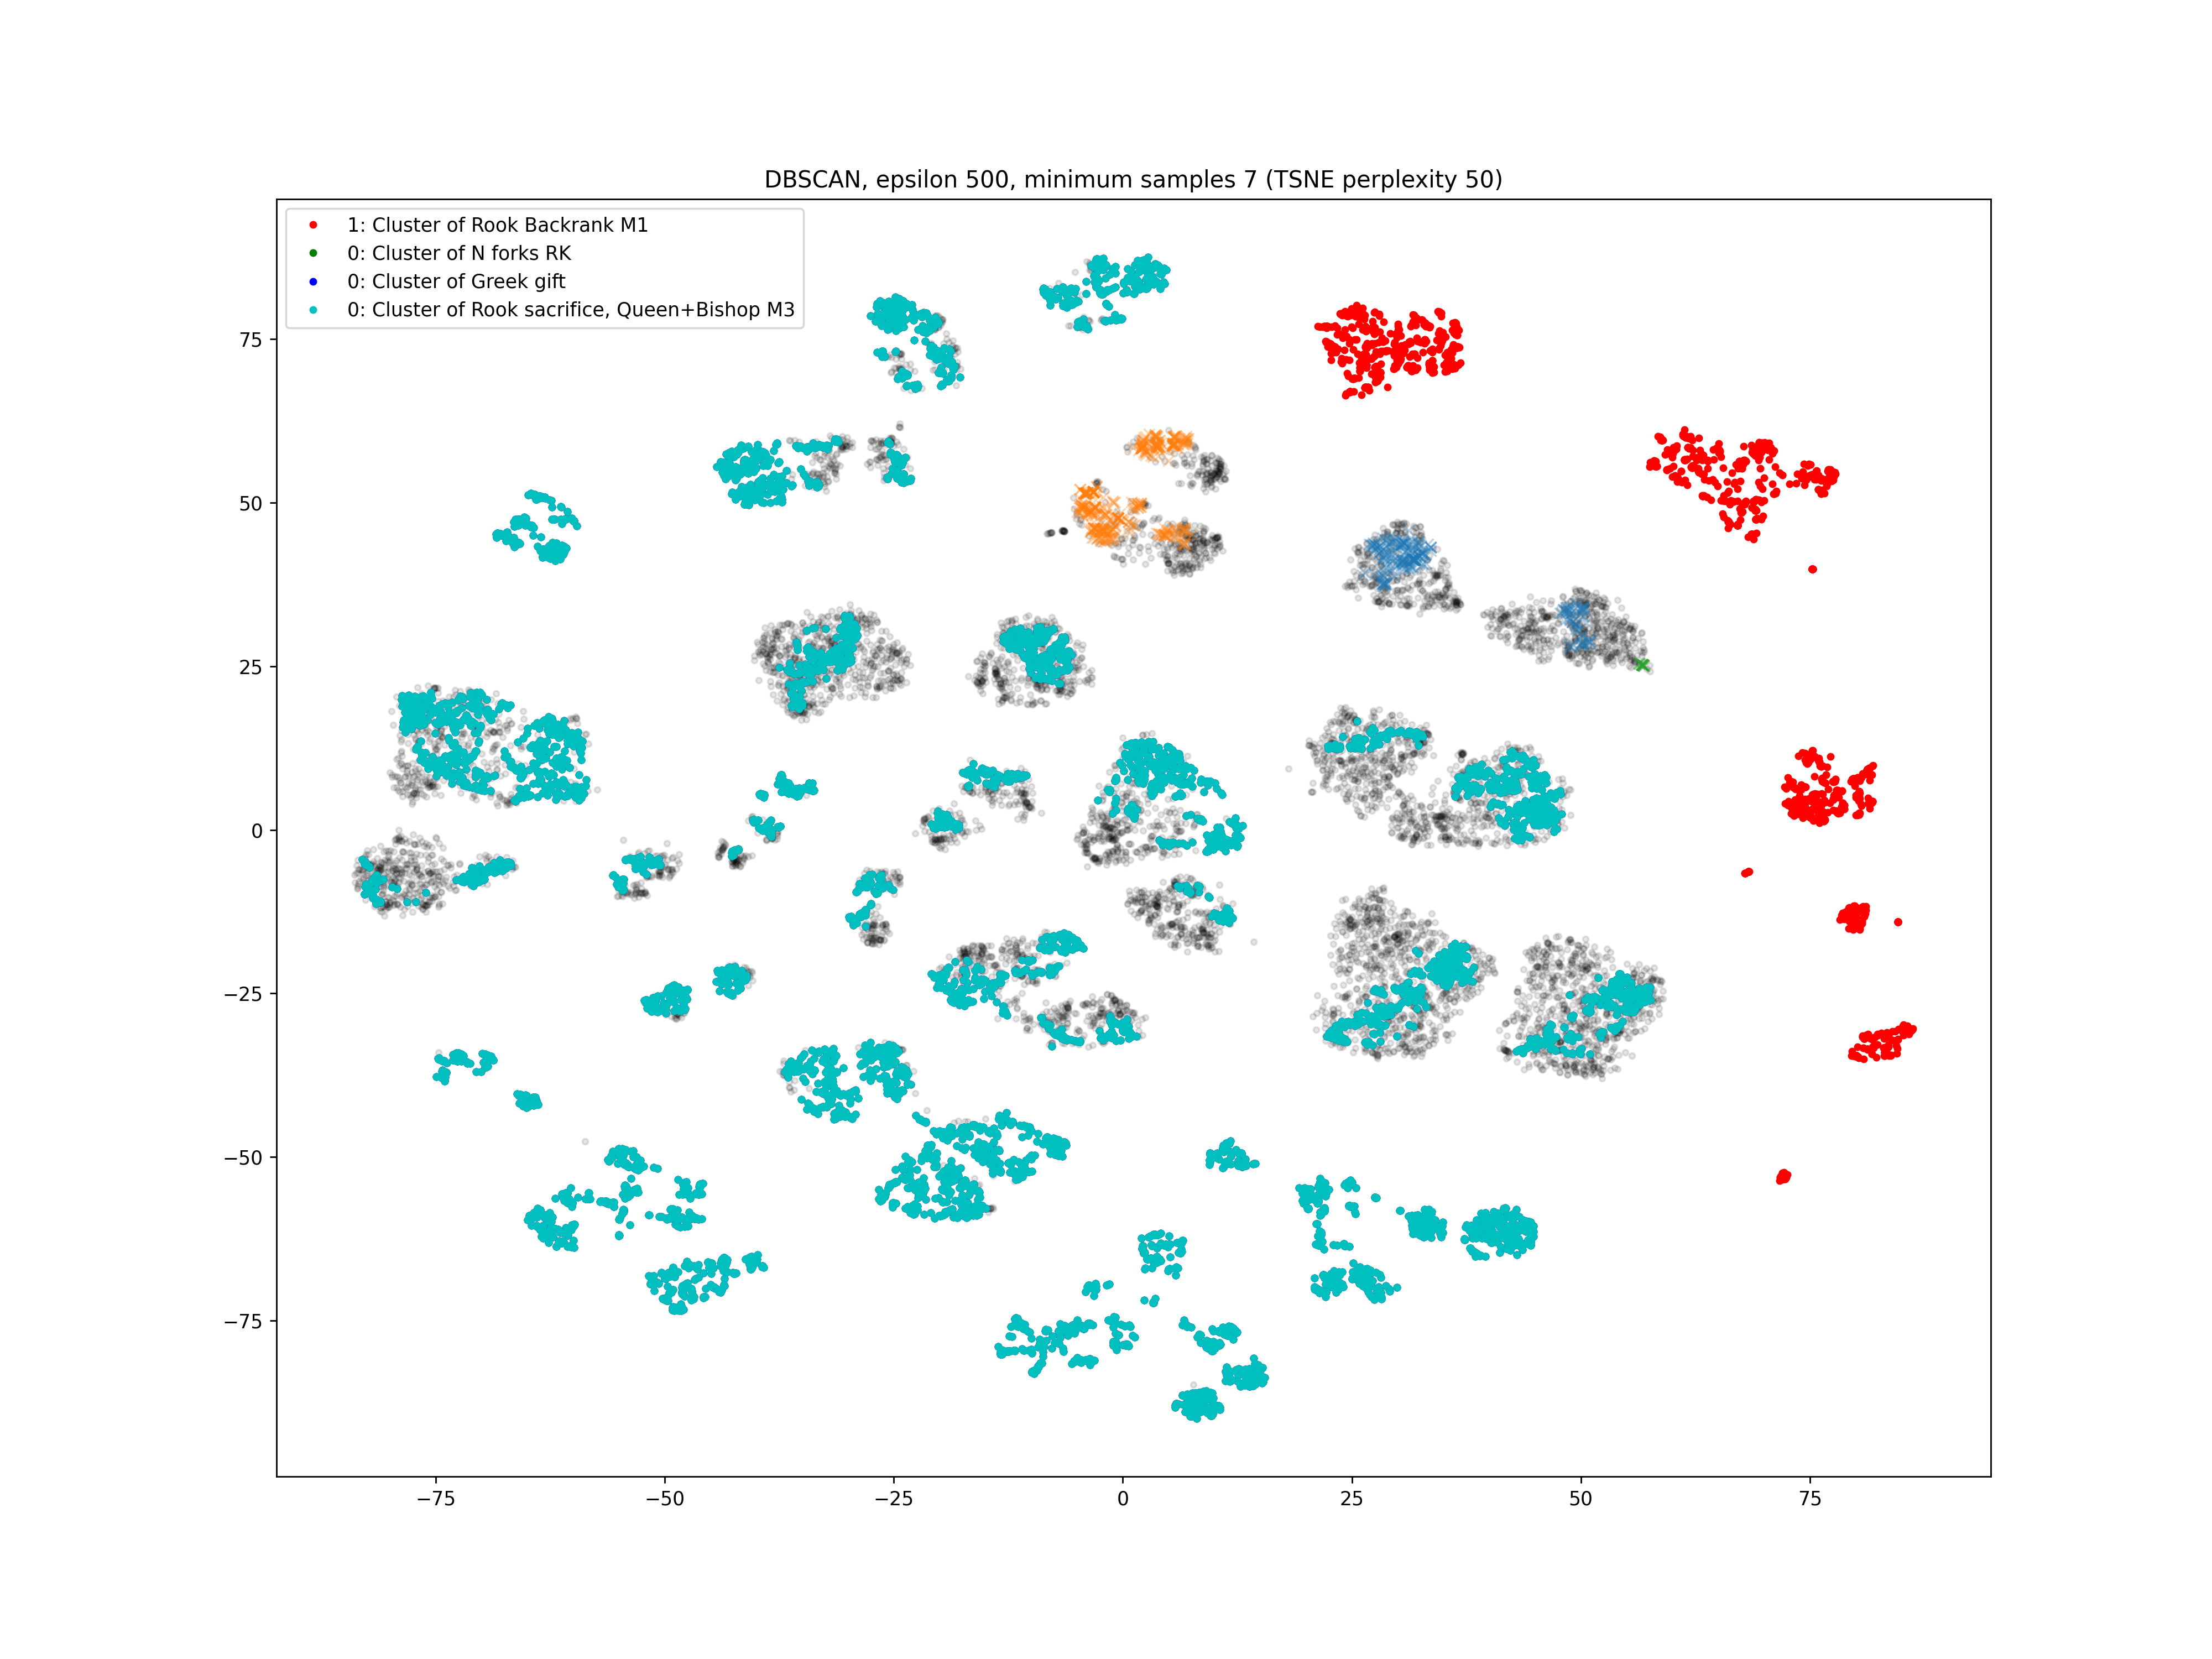 DBSCAN, epsilon 500, minimum samples 7 (TSNE perplexity 50)
1: Cluster of Rook Backrank M1
0: Cluster of N forks RK
0: Cluster of Greek gift
0: Cluster of Rook sacrifice, Queen+Bishop M3
75
50
25
0
−25
−50
−75
−75 −50 −25 0 25 50 75